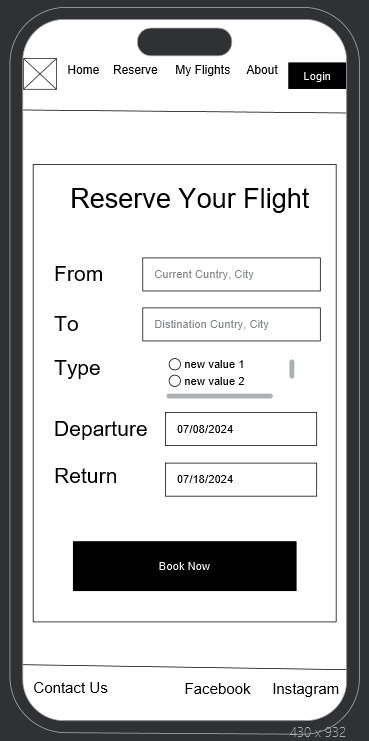 Home Reserve My Flights About Login
Reserve Your Flight
From Current Cuntry, City
To Distination Cuntry, City
Type new value 1
new value 2
Departure 07/08/2024
Return 07/18/2024
Book Now
Contact Us Facebook Instagram
430 x 932